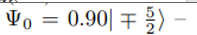 Ψ₀ = 0.90| ∓ 5/2⟩ –